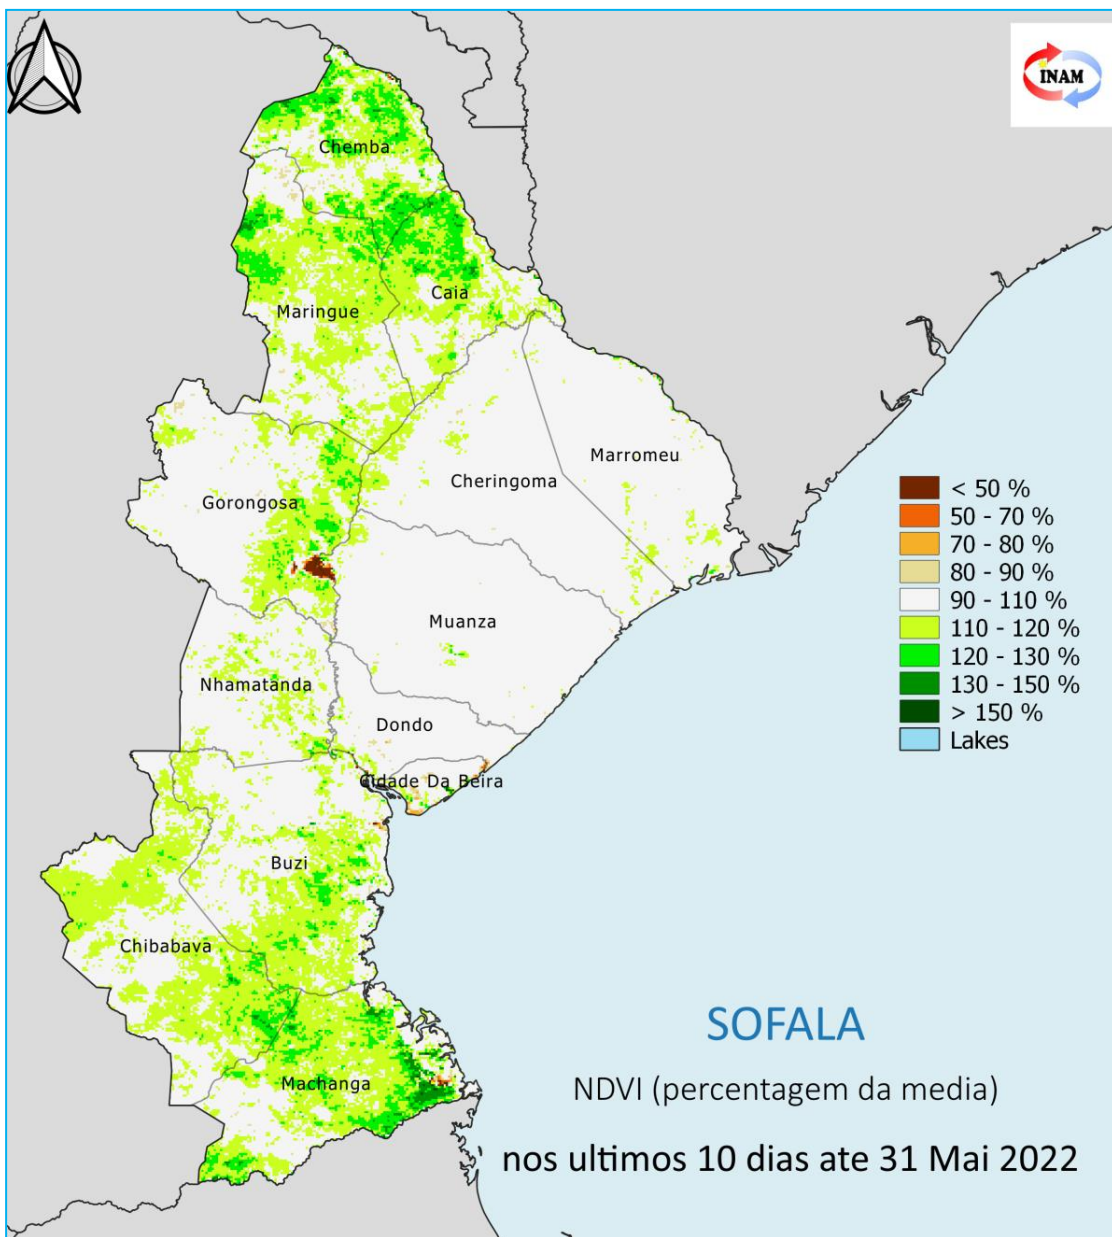 INAM
Chemba
Caia
Maringue
Marromeu
Cheringoma
Gorongosa
Muanza
Nhamatanda
Dondo
Cidade Da Beira
Buzi
Chibabava
Machanga
< 50 %
50 - 70 %
70 - 80 %
80 - 90 %
90 - 110 %
110 - 120 %
120 - 130 %
130 - 150 %
> 150 %
Lakes
SOFALA
NDVI (percentagem da media)
nos ultimos 10 dias ate 31 Mai 2022